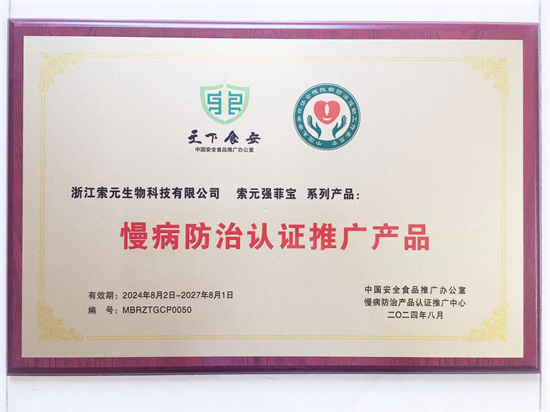 天下食安
中国安全食品推广办公室
浙江索元生物科技有限公司 索元强菲宝 系列产品:
慢病防治认证推广产品
有效期:2024年8月2日-2027年8月1日
编 号:MBRZTGCP0050
中国安全食品推广办公室
慢病防治产品认证推广中心
二〇二四年八月